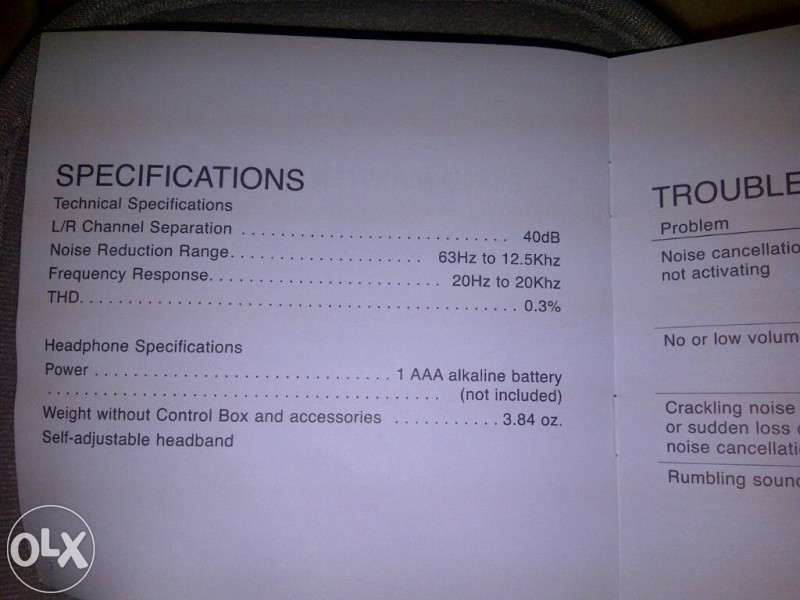 SPECIFICATIONS
Technical Specifications
L/R Channel Separation ............................ 40dB
Noise Reduction Range.................... 63Hz to 12.5Khz
Frequency Response........................ 20Hz to 20Khz
THD.............................................. 0.3%
Headphone Specifications
Power ............................... 1 AAA alkaline battery
......................................... (not included)
Weight without Control Box and accessories ........... 3.84 oz.
Self-adjustable headband
TROUBLE
Problem
Noise cancellatio
not activating
No or low volum
Crackling noise
or sudden loss
noise cancellati
Rumbling soun
OLX